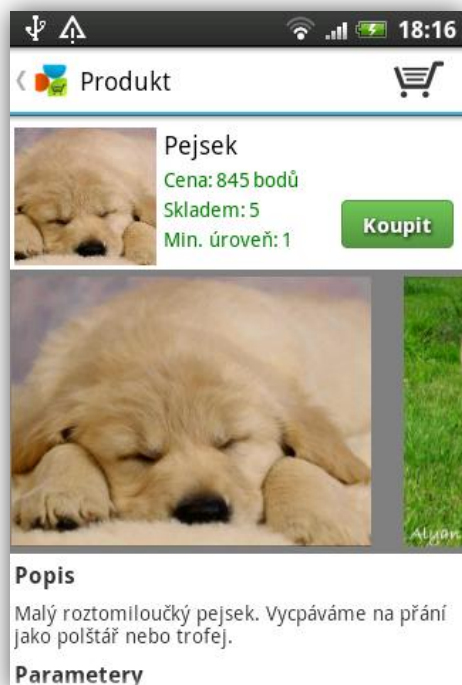 18:16
Produkt
Pejsek
Cena: 845 bodů
Skladem: 5
Min. úroveň: 1
Koupit
Alyan
Popis
Malý roztomiloučký pejsek. Vycpáváme na přání
jako polštář nebo trofej.
Parametery